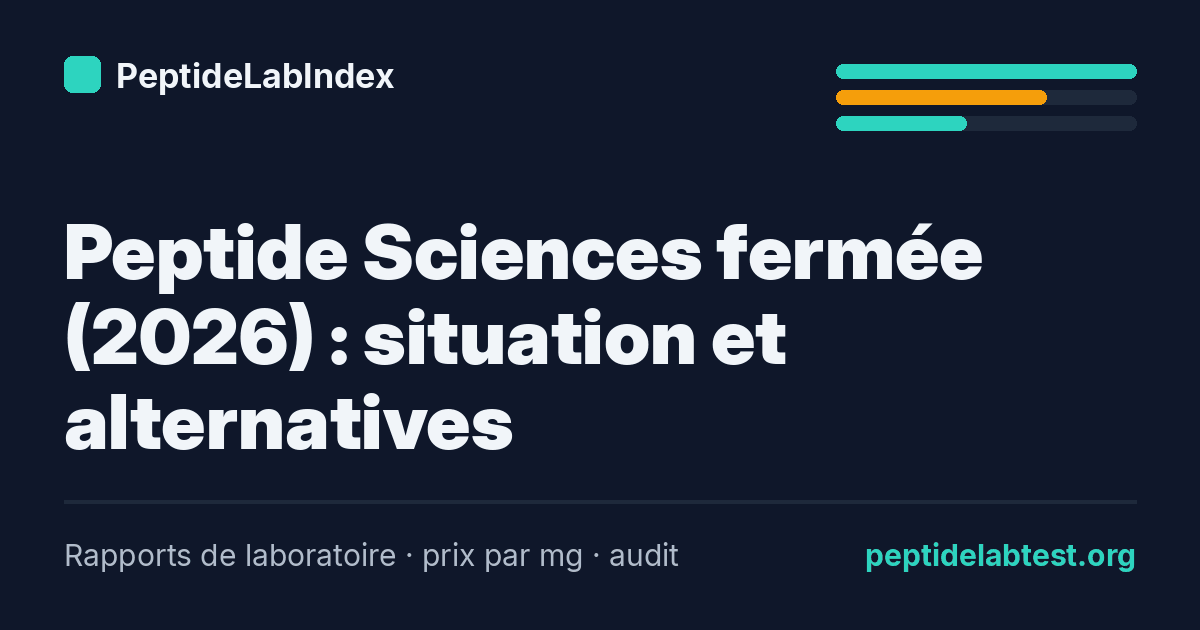 PeptideLabIndex
Peptide Sciences fermée
(2026) : situation et
alternatives
Rapports de laboratoire · prix par mg · audit
peptidelabtest.org